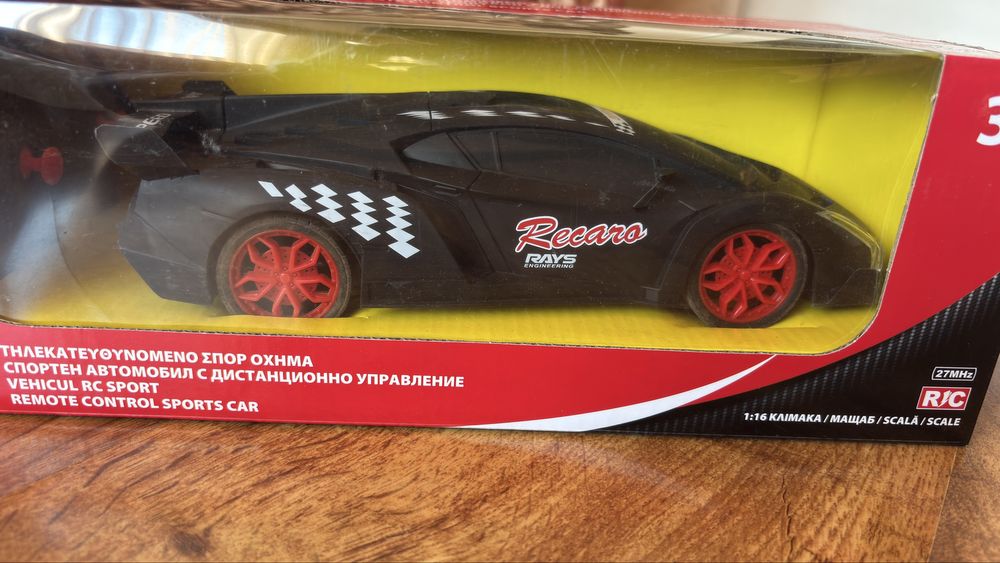 Recaro
RAYS
ENGINEERING
3
ΤΗΛΕΚΑΤΕΥΘΥΝΟΜΕΝΟ ΣΠΟΡ ΟΧΗΜΑ
СПОРТЕН АВТОМОБИЛ С ДИСТАНЦИОННО УПРАВЛЕНИЕ
VEHICUL RC SPORT
REMOTE CONTROL SPORTS CAR
27MHz
R/C
1:16 ΚΛΙΜΑΚΑ / МАЩАБ / SCALĂ / SCALE